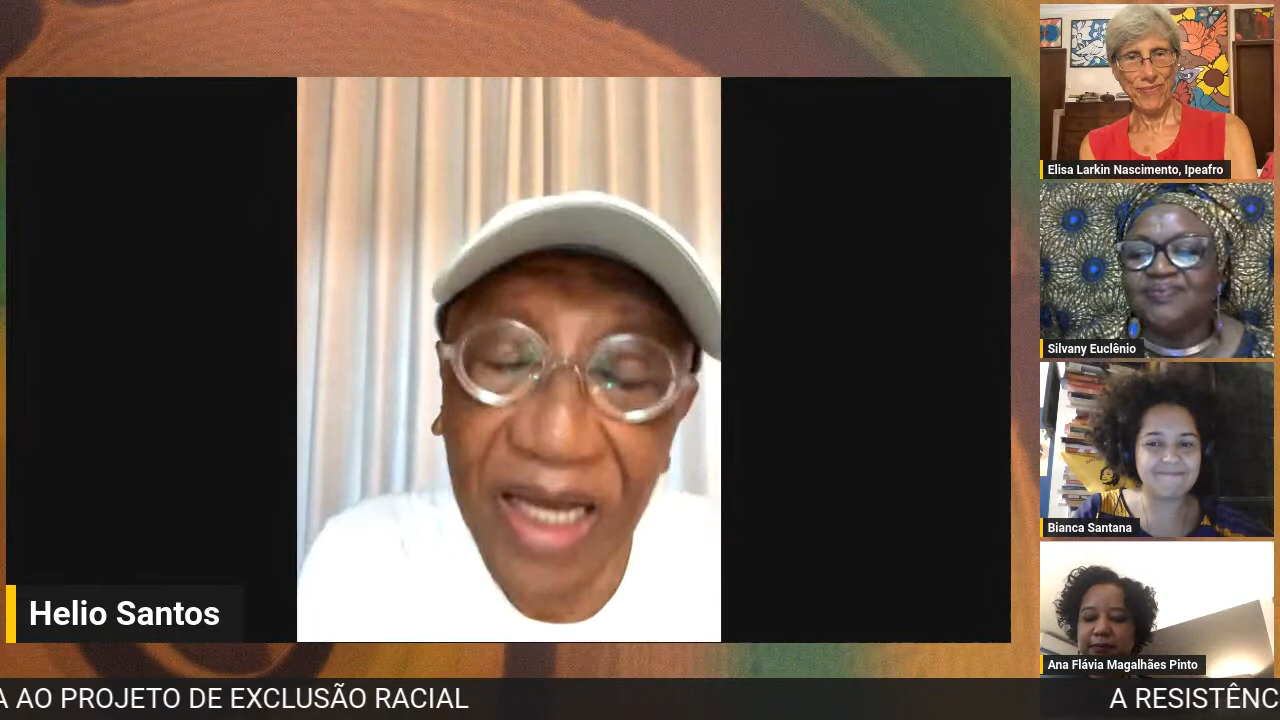 Elisa Larkin Nascimento, Ipeafro
Silvany Euclênio
Bianca Santana
Helio Santos
Ana Flávia Magalhães Pinto
A AO PROJETO DE EXCLUSÃO RACIAL
A RESISTÊNC